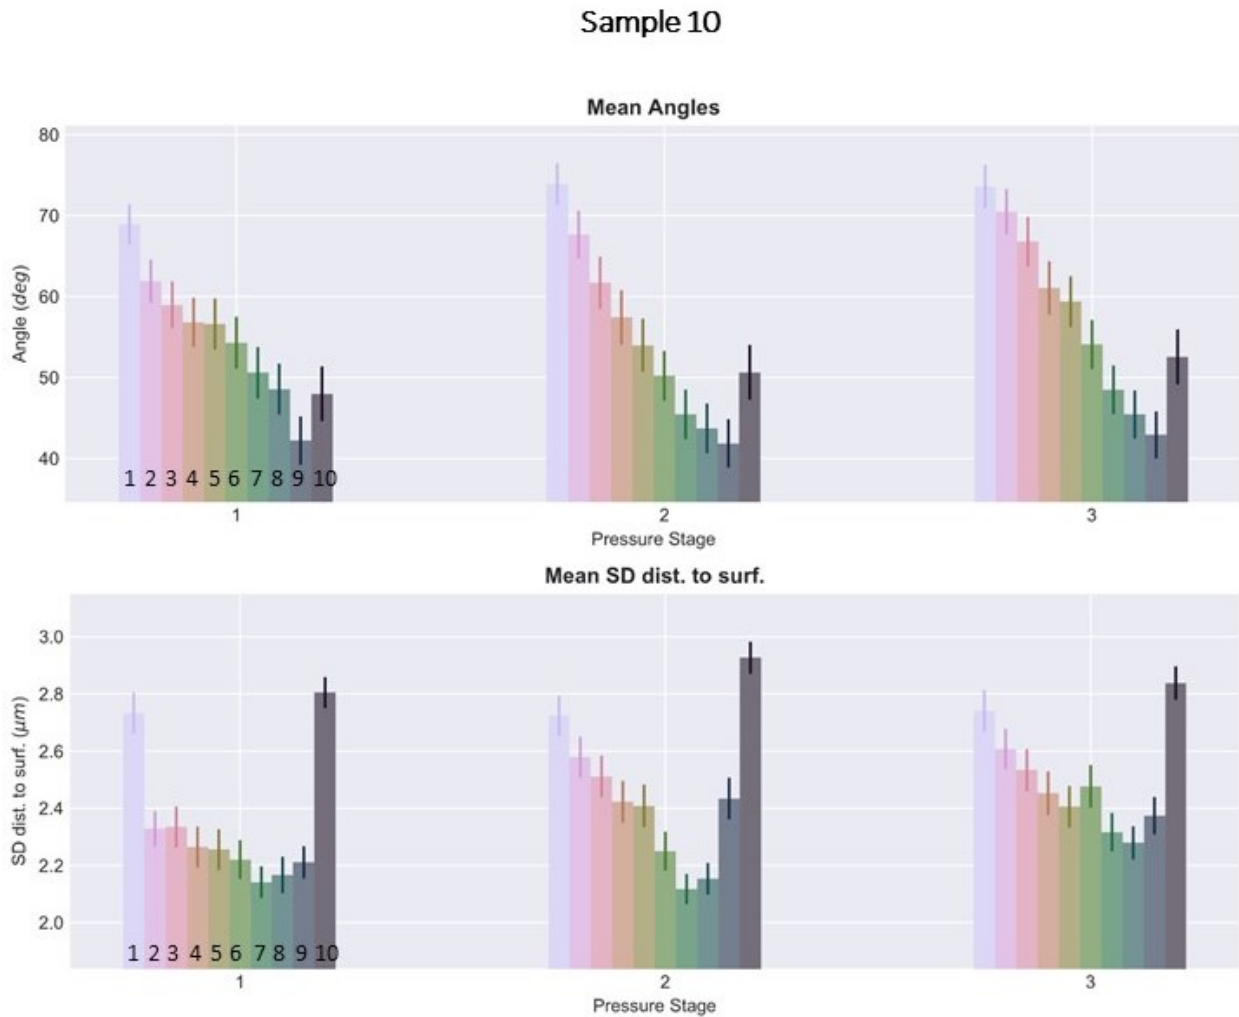 Sample 10
Mean Angles
80
70
60
50
40
Angle (deg)
1 2 3 4 5 6 7 8 9 10
1 2 3
Pressure Stage
Mean SD dist. to surf.
3.0
2.8
2.6
2.4
2.2
2.0
SD dist. to surf. (μm)
1 2 3 4 5 6 7 8 9 10
1 2 3
Pressure Stage